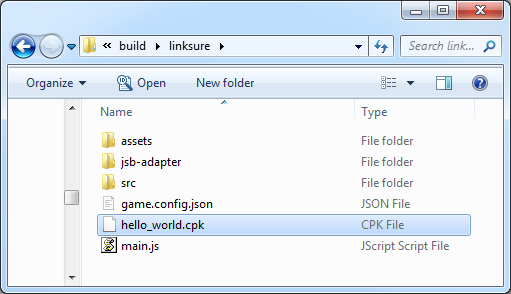 « build linksure Search link...
Organize Open New folder
Name Type
assets File folder
jsb-adapter File folder
src File folder
game.config.json JSON File
hello_world.cpk CPK File
main.js JScript Script File